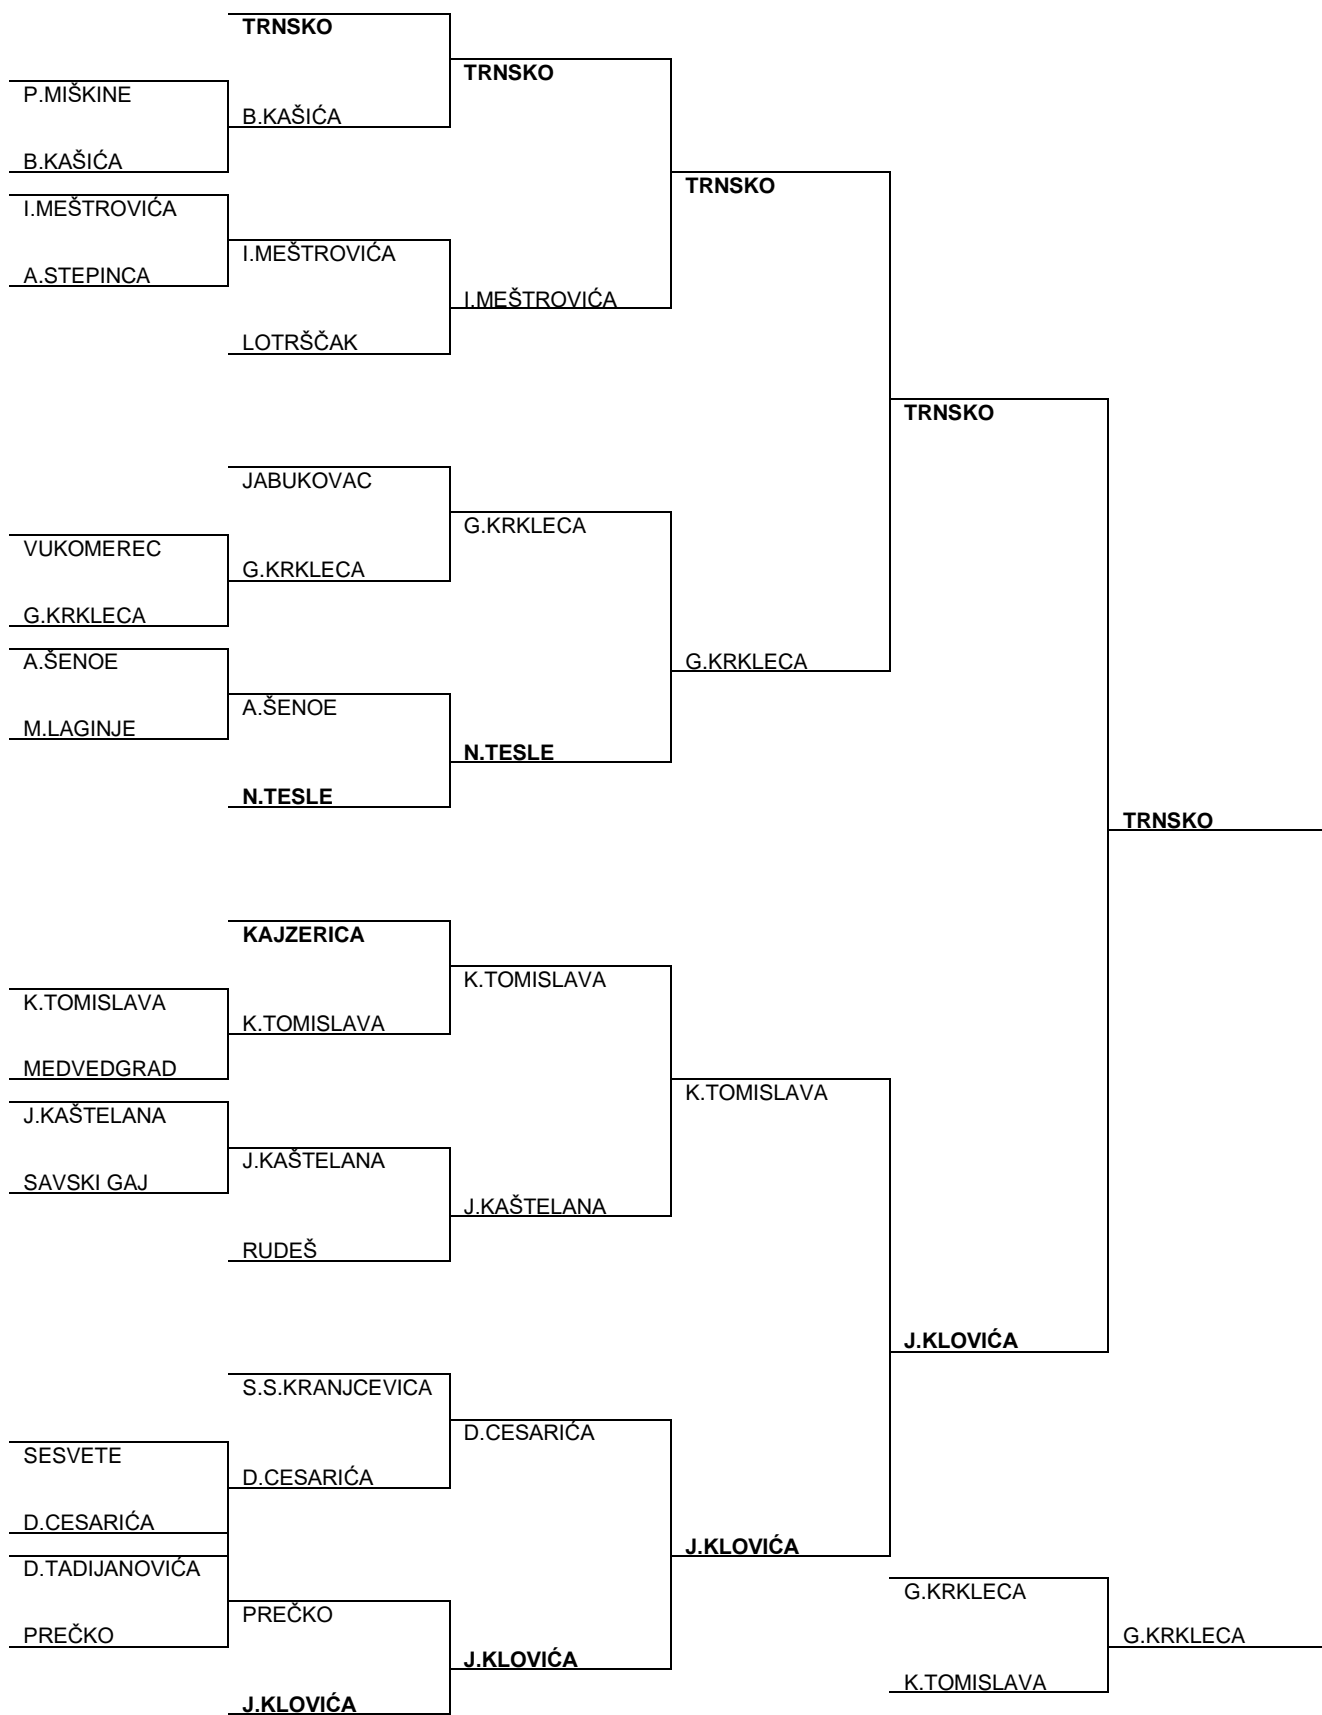 TRNSKO
TRNSKO
P.MIŠKINE
B.KAŠIĆA
B.KAŠIĆA
TRNSKO
I.MEŠTROVIĆA
I.MEŠTROVIĆA
A.STEPINCA
I.MEŠTROVIĆA
LOTRŠČAK
TRNSKO
JABUKOVAC
G.KRKLECA
VUKOMEREC
G.KRKLECA
G.KRKLECA
A.ŠENOE
G.KRKLECA
A.ŠENOE
M.LAGINJE
N.TESLE
N.TESLE
TRNSKO
KAJZERICA
K.TOMISLAVA
K.TOMISLAVA
K.TOMISLAVA
MEDVEDGRAD
K.TOMISLAVA
J.KAŠTELANA
J.KAŠTELANA
SAVSKI GAJ
J.KAŠTELANA
RUDEŠ
J.KLOVIĆA
S.S.KRANJCEVICA
D.CESARIĆA
SESVETE
D.CESARIĆA
D.CESARIĆA
J.KLOVIĆA
D.TADIJANOVIĆA
G.KRKLECA
PREČKO
PREČKO
G.KRKLECA
J.KLOVIĆA
K.TOMISLAVA
J.KLOVIĆA